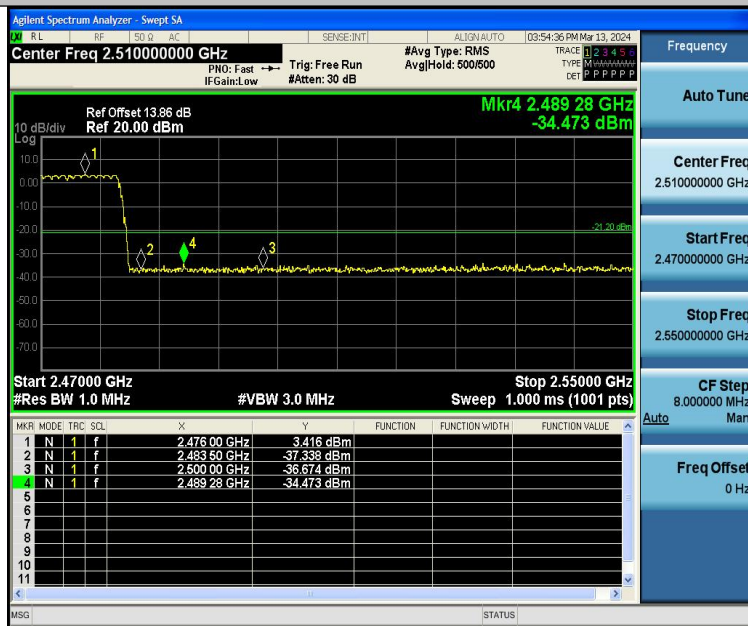 Agilent Spectrum Analyzer - Swept SA
LXI RL RF 50 Ω AC SENSE:INT ALIGN AUTO 03:54:36 PM Mar 13, 2024
Center Freq 2.510000000 GHz #Avg Type: RMS TRACE 1 2 3 4 5 6
PNO: Fast Trig: Free Run Avg|Hold: 500/500 TYPE M
IFGain:Low #Atten: 30 dB DET P P P P P P
Mkr4 2.489 28 GHz
-34.473 dBm
Ref Offset 13.86 dB
10 dB/div Ref 20.00 dBm
Log
10.0
0.00
-10.0
-20.0
-30.0
-40.0
-50.0
-60.0
-70.0
1
2
4
3
-21.20 dBm
Start 2.47000 GHz Stop 2.55000 GHz
#Res BW 1.0 MHz #VBW 3.0 MHz Sweep 1.000 ms (1001 pts)
MKR MODE TRC SCL X Y FUNCTION FUNCTION WIDTH FUNCTION VALUE
1 N 1 f 2.476 00 GHz 3.416 dBm
2 N 1 f 2.483 50 GHz -37.338 dBm
3 N 1 f 2.500 00 GHz -36.674 dBm
4 N 1 f 2.489 28 GHz -34.473 dBm
5
6
7
8
9
10
11
MSG STATUS
Frequency
Auto Tune
Center Freq
2.510000000 GHz
Start Freq
2.470000000 GHz
Stop Freq
2.550000000 GHz
CF Step
8.000000 MHz
Auto Man
Freq Offset
0 Hz